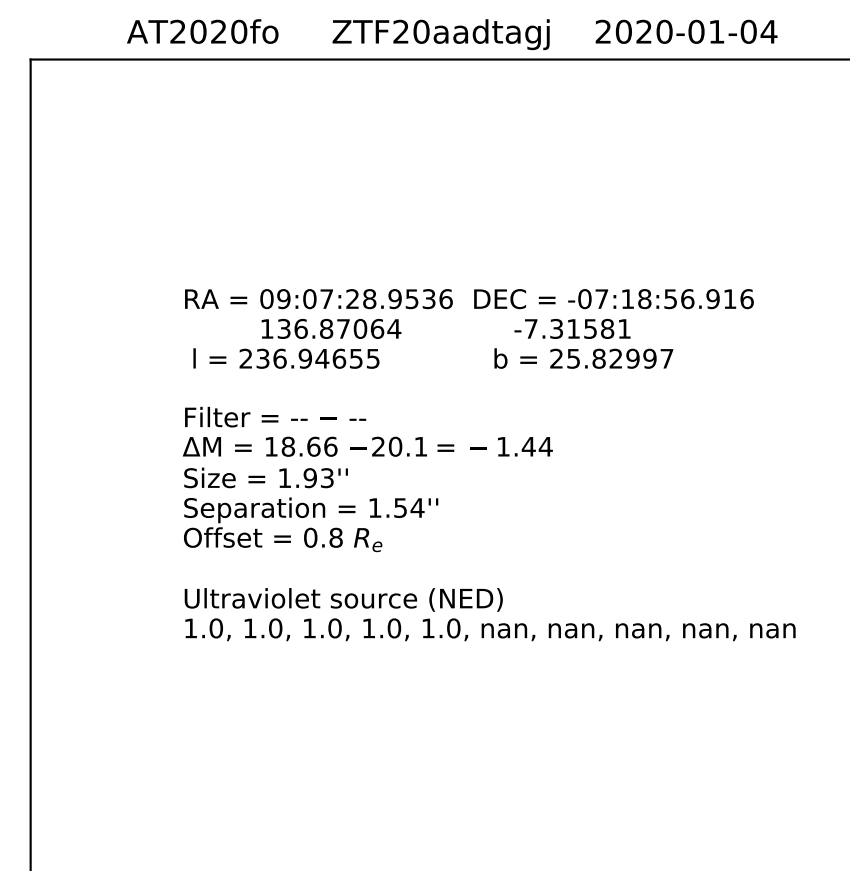 AT2020fo ZTF20aadtagj 2020-01-04
RA = 09:07:28.9536 DEC = -07:18:56.916
136.87064 -7.31581
l = 236.94655 b = 25.82997
Filter = -- − --
ΔM = 18.66 −20.1 = − 1.44
Size = 1.93''
Separation = 1.54''
Offset = 0.8 Rₑ
Ultraviolet source (NED)
1.0, 1.0, 1.0, 1.0, 1.0, nan, nan, nan, nan, nan